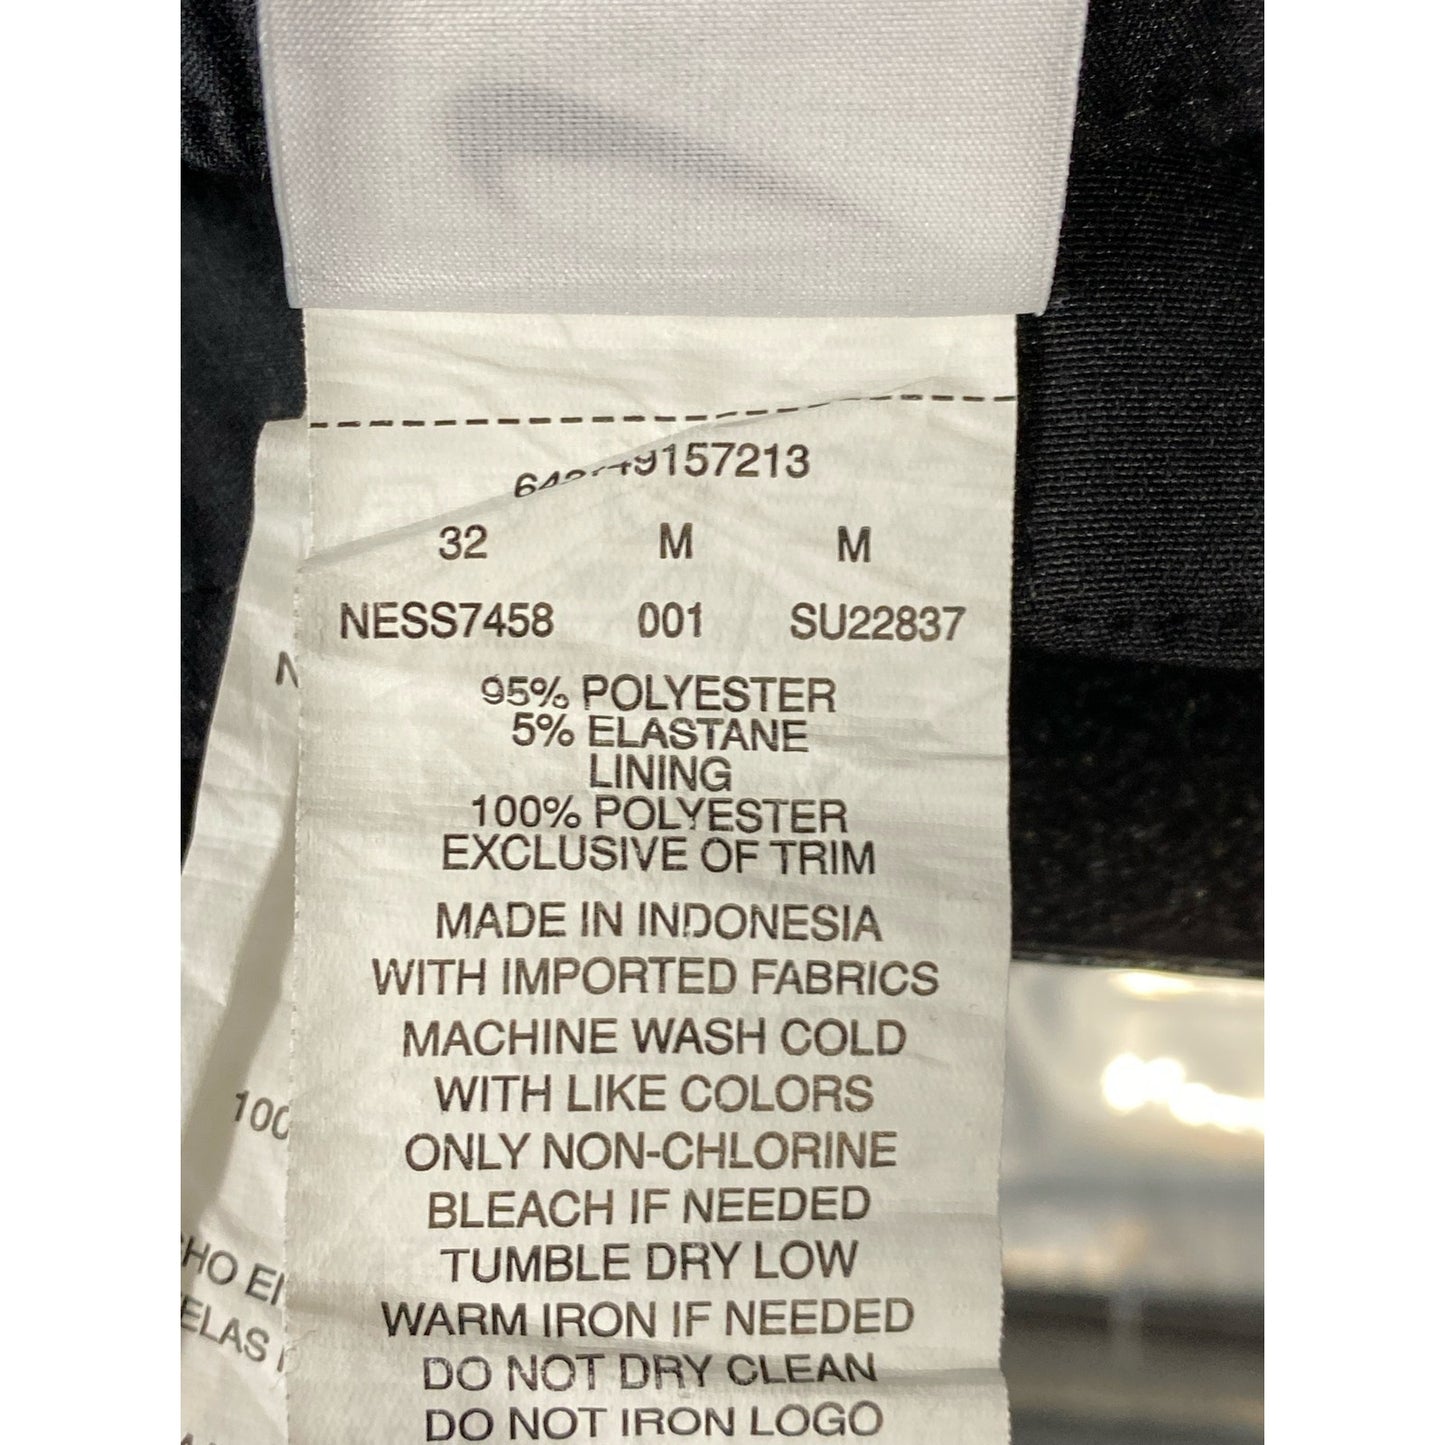 32 M M
NESS7458 001 SU22837
95% POLYESTER
5% ELASTANE
LINING
100% POLYESTER
EXCLUSIVE OF TRIM
MADE IN INDONESIA
WITH IMPORTED FABRICS
MACHINE WASH COLD
WITH LIKE COLORS
ONLY NON-CHLORINE
BLEACH IF NEEDED
TUMBLE DRY LOW
WARM IRON IF NEEDED
DO NOT DRY CLEAN
DO NOT IRON LOGO
100